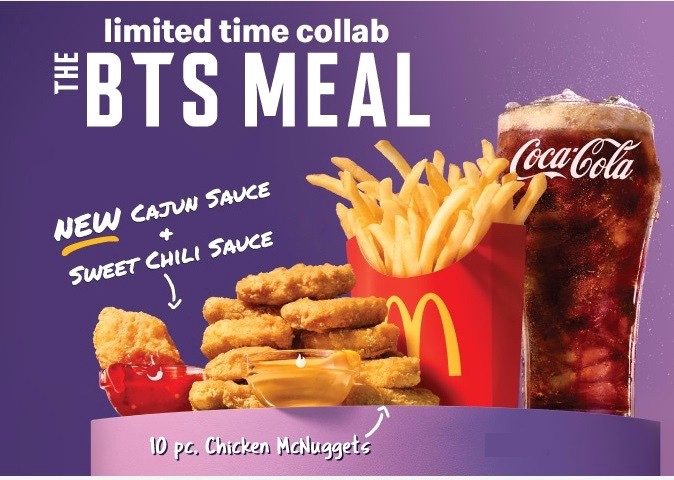 limited time collab
THE BTS MEAL
NEW CAJUN SAUCE
+
SWEET CHILI SAUCE
Coca-Cola
10 pc. Chicken McNuggets